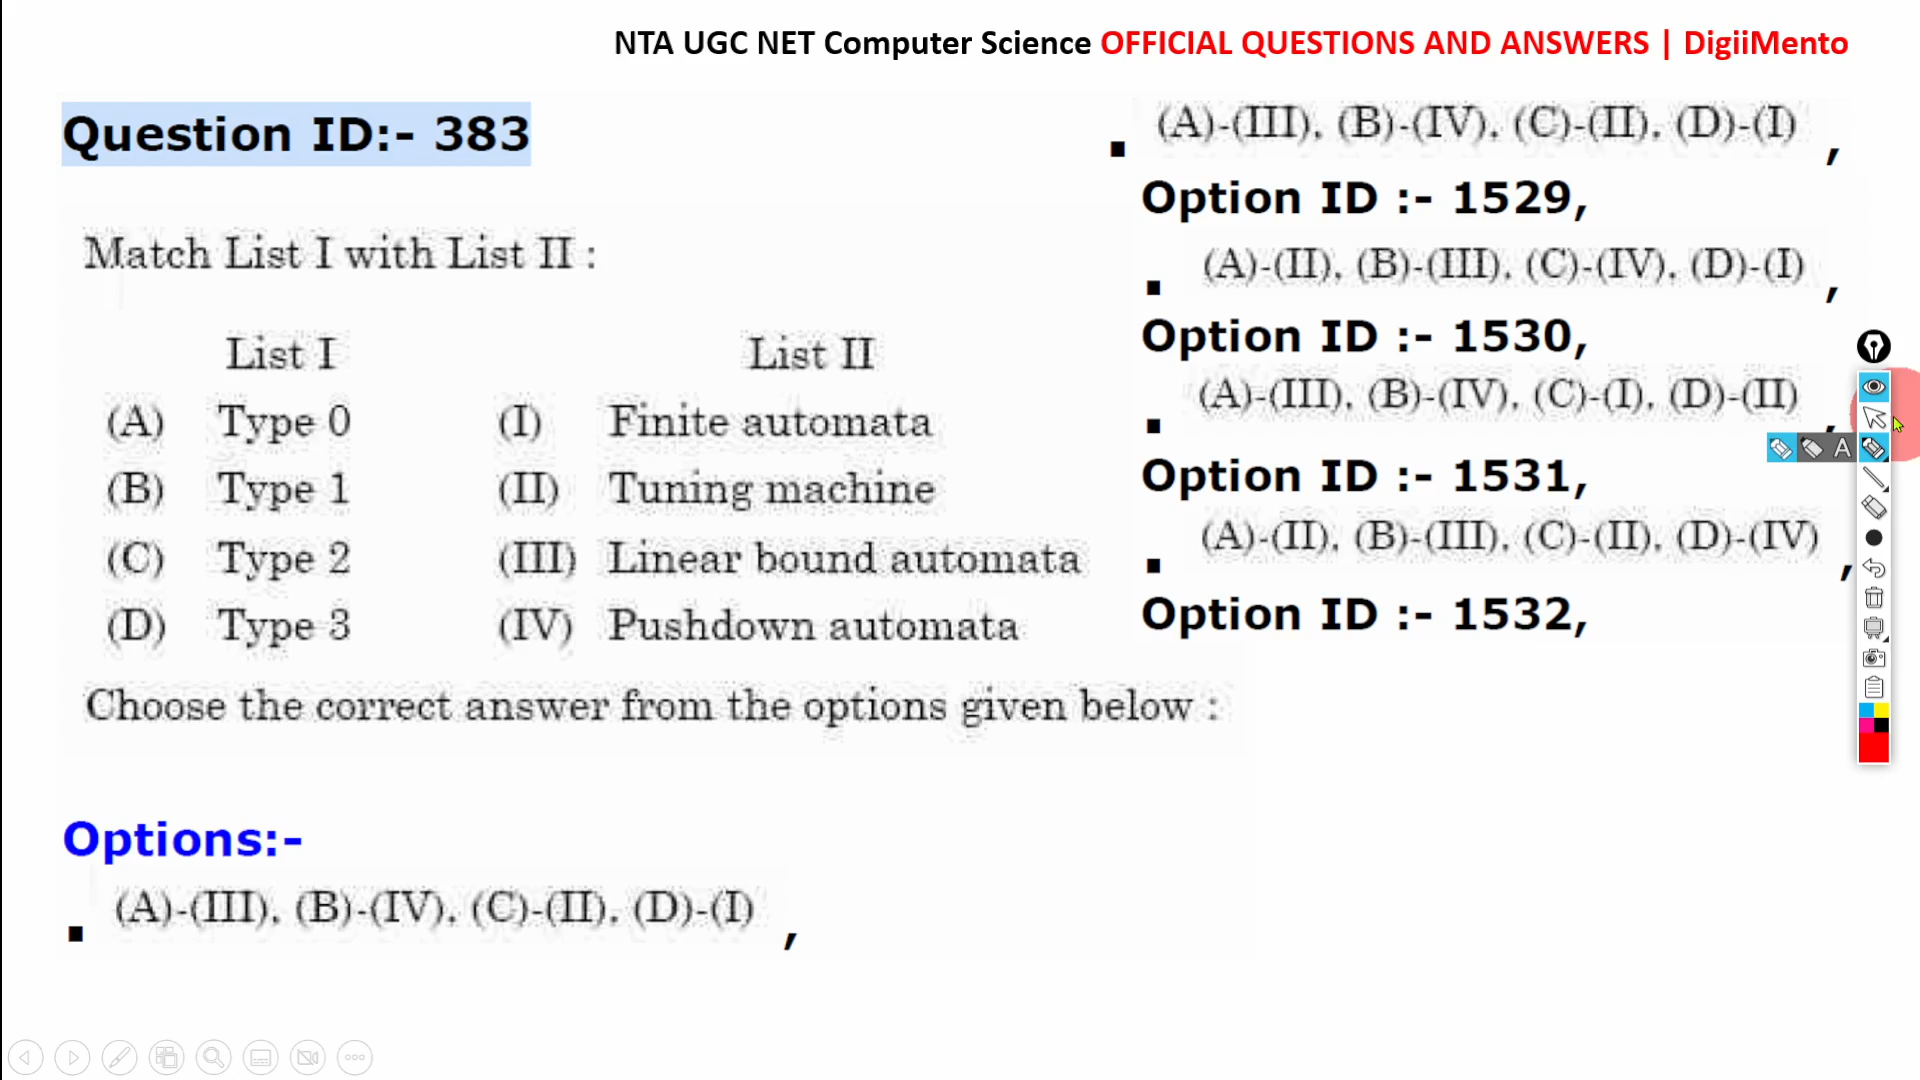 NTA UGC NET Computer Science OFFICIAL QUESTIONS AND ANSWERS | DigiiMento
Question ID:- 383
Match List I with List II :
List I List II
(A) Type 0 (I) Finite automata
(B) Type 1 (II) Tuning machine
(C) Type 2 (III) Linear bound automata
(D) Type 3 (IV) Pushdown automata
Choose the correct answer from the options given below :
Options:-
. (A)-(III), (B)-(IV), (C)-(II), (D)-(I) ,
. (A)-(III), (B)-(IV), (C)-(II), (D)-(I) ,
Option ID :- 1529,
. (A)-(II), (B)-(III), (C)-(IV), (D)-(I) ,
Option ID :- 1530,
. (A)-(III), (B)-(IV), (C)-(I), (D)-(II) ,
Option ID :- 1531,
. (A)-(II), (B)-(III), (C)-(II), (D)-(IV) ,
Option ID :- 1532,
A